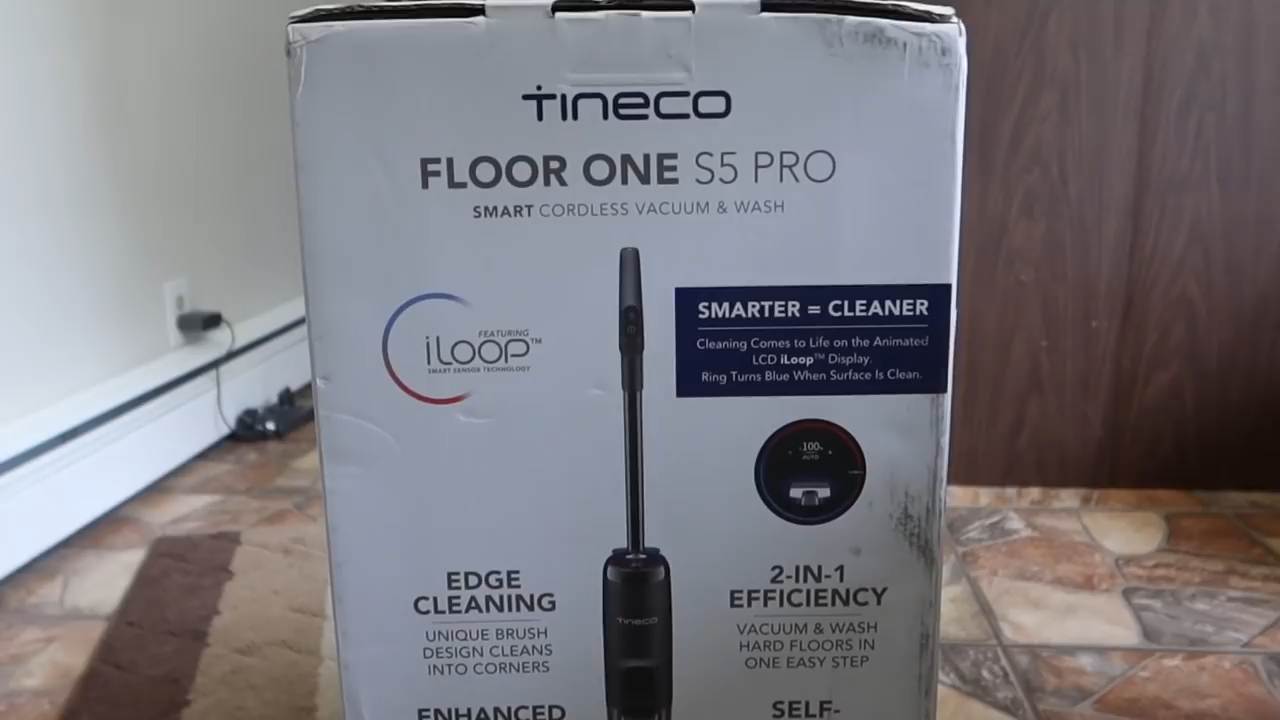 TINECO
FLOOR ONE S5 PRO
SMART CORDLESS VACUUM & WASH
FEATURING
iLOOP™
SMART SENSOR TECHNOLOGY
SMARTER = CLEANER
Cleaning Comes to Life on the Animated
LCD iLoop™ Display.
Ring Turns Blue When Surface Is Clean.
100%
AUTO
EDGE
CLEANING
UNIQUE BRUSH
DESIGN CLEANS
INTO CORNERS
2-IN-1
EFFICIENCY
VACUUM & WASH
HARD FLOORS IN
ONE EASY STEP
TINECO
ENHANCED
SELF-